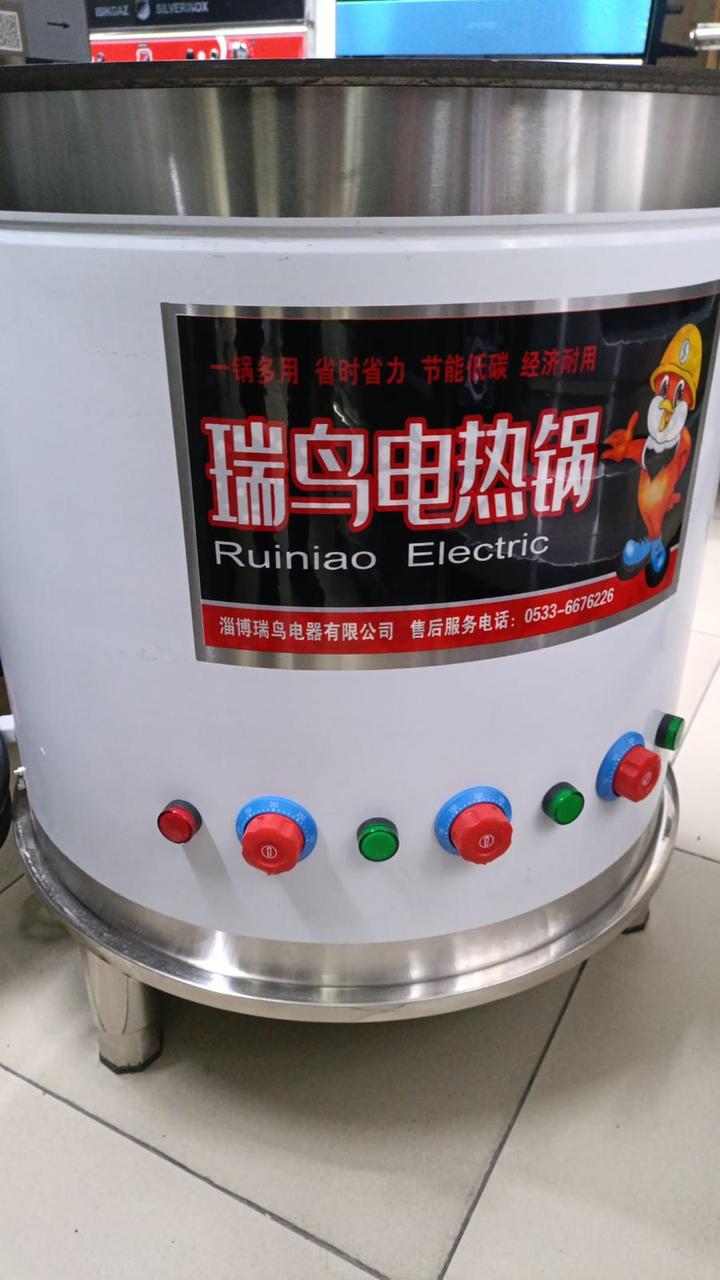 ISIKGAZ SILVERINOX
一锅多用 省时省力 节能低碳 经济耐用
瑞鸟电热锅
Ruiniao Electric
淄博瑞鸟电器有限公司 售后服务电话：0533-6676226